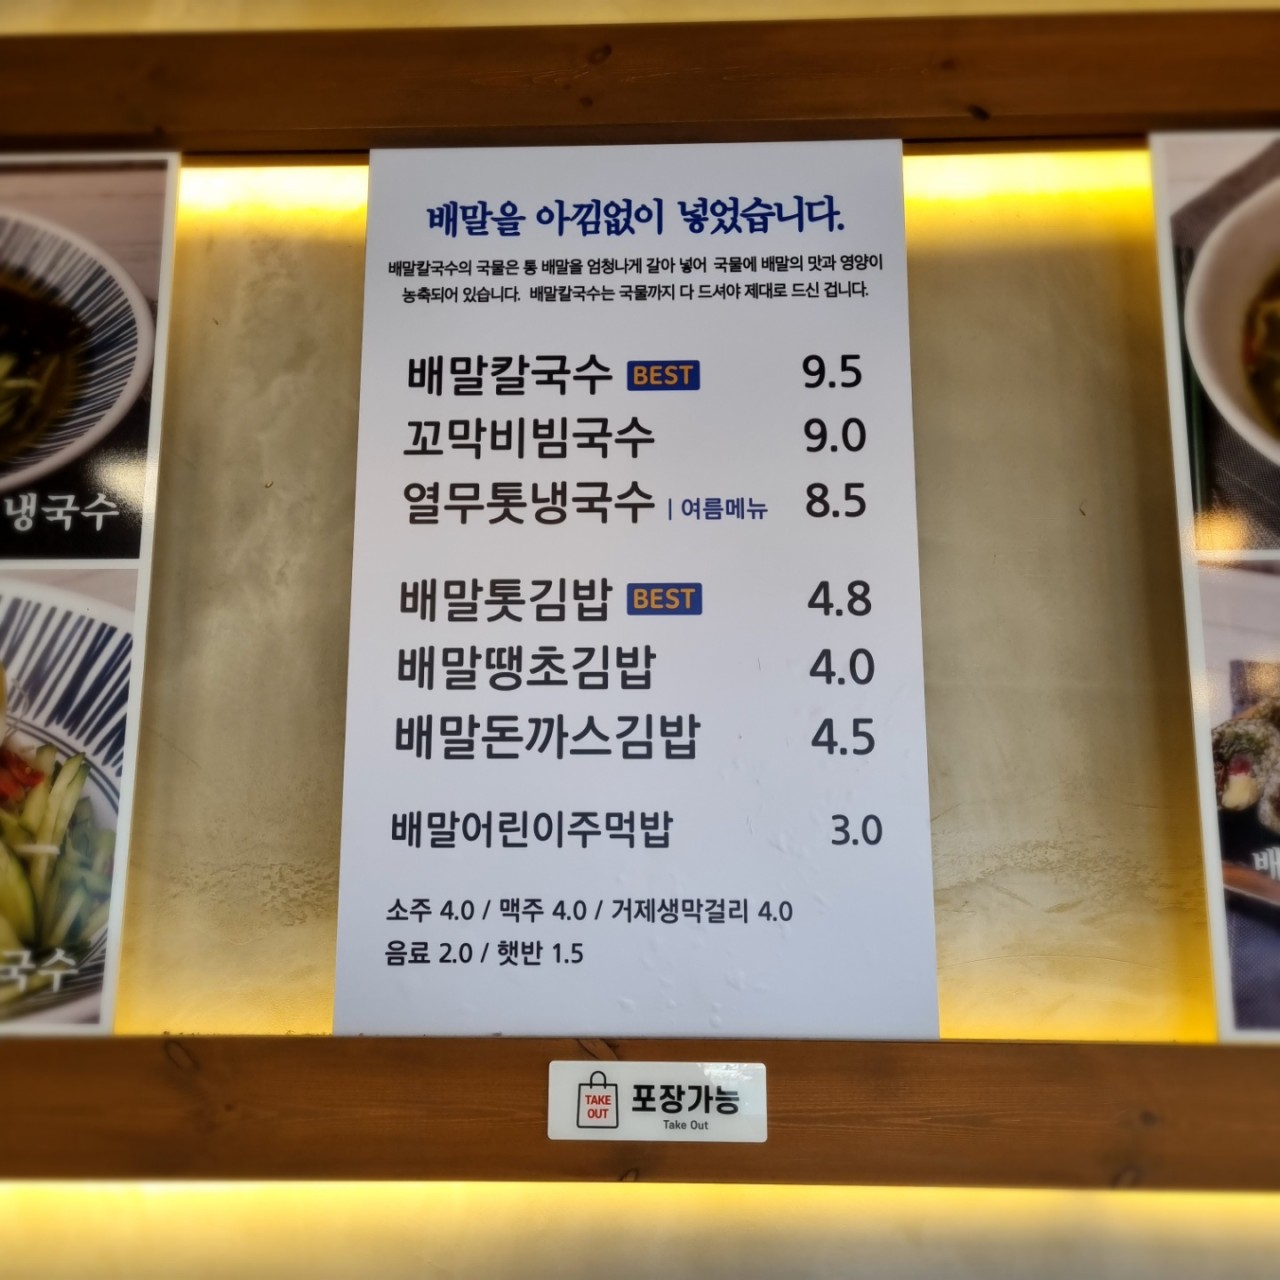 배말을 아낌없이 넣었습니다.
배말칼국수의 국물은 통 배말을 엄청나게 갈아 넣어 국물에 배말의 맛과 영양이
농축되어 있습니다. 배말칼국수는 국물까지 다 드셔야 제대로 드신 겁니다.
배말칼국수 BEST 9.5
꼬막비빔국수 9.0
열무톳냉국수 | 여름메뉴 8.5
배말톳김밥 BEST 4.8
배말땡초김밥 4.0
배말돈까스김밥 4.5
배말어린이주먹밥 3.0
소주 4.0 / 맥주 4.0 / 거제생막걸리 4.0
음료 2.0 / 햇반 1.5
냉국수
국수
배
TAKE
OUT
포장가능
Take Out